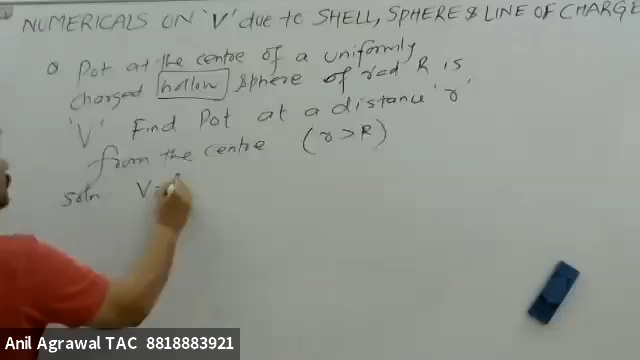 NUMERICALS ON 'V' due to SHELL, SPHERE & LINE OF CHARGE
Q Pot at the centre of a uniformly
charged hollow sphere of rad R is
'V' Find Pot at a distance 'r'
from the centre (r > R)
Soln V =
Anil Agrawal TAC 8818883921